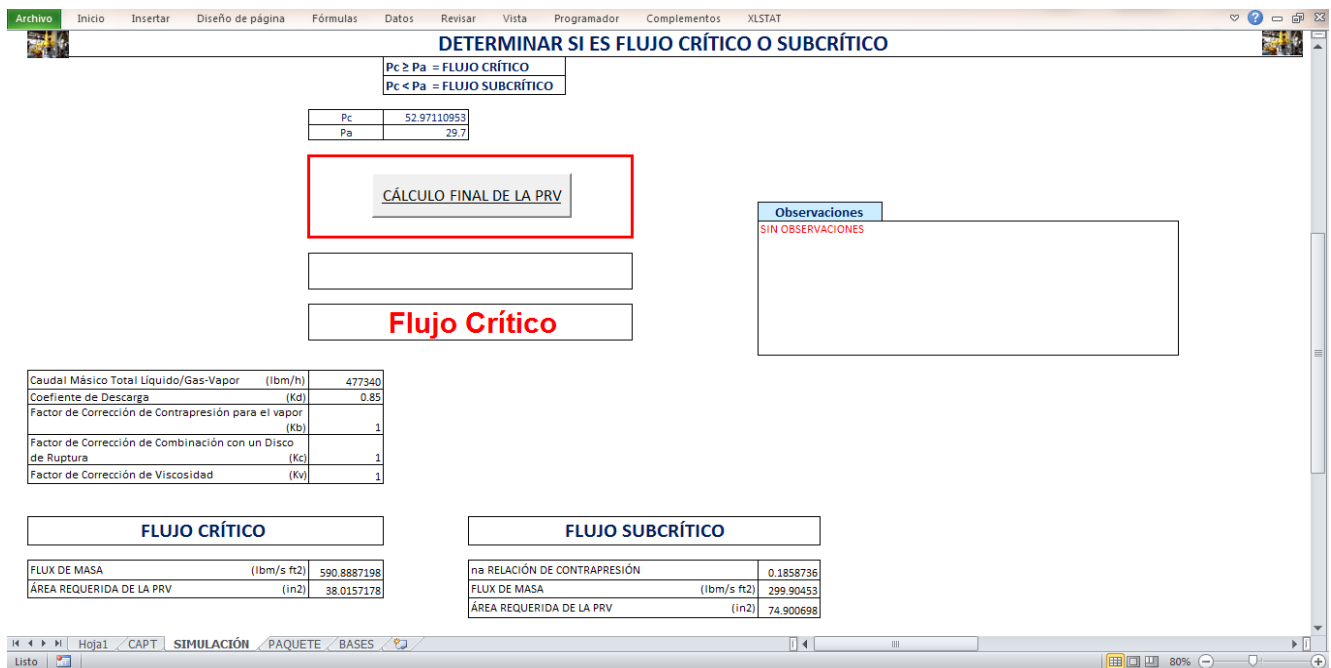 Archivo Inicio Insertar Diseño de página Fórmulas Datos Revisar Vista Programador Complementos XLSTAT
DETERMINAR SI ES FLUJO CRÍTICO O SUBCRÍTICO
Pc ≥ Pa = FLUJO CRÍTICO
Pc < Pa = FLUJO SUBCRÍTICO
Pc 52.97110953
Pa 29.7
CÁLCULO FINAL DE LA PRV
Observaciones
SIN OBSERVACIONES
Flujo Crítico
Caudal Másico Total Líquido/Gas-Vapor (lbm/h) 477340
Coefiente de Descarga (Kd) 0.85
Factor de Corrección de Contrapresión para el vapor
(Kb) 1
Factor de Corrección de Combinación con un Disco
de Ruptura (Kc) 1
Factor de Corrección de Viscosidad (Kv) 1
FLUJO CRÍTICO
FLUX DE MASA (lbm/s ft2) 590.8887198
ÁREA REQUERIDA DE LA PRV (in2) 38.0157178
FLUJO SUBCRÍTICO
na RELACIÓN DE CONTRAPRESIÓN 0.1858736
FLUX DE MASA (lbm/s ft2) 299.90453
ÁREA REQUERIDA DE LA PRV (in2) 74.900698
Hoja1 CAPT SIMULACIÓN PAQUETE BASES
Listo 80%